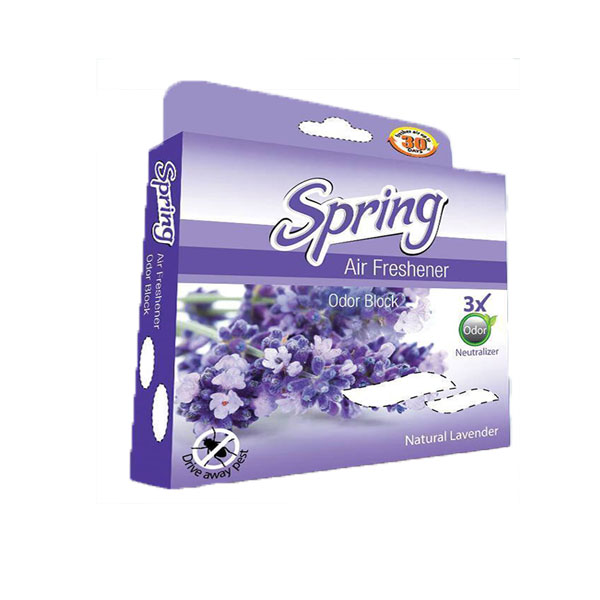 30
DAYS
Spring
Air Freshener
Odor Block
3X
Odor
Neutralizer
Natural Lavender
Drive away pest
Spring
Air Freshener
Odor Block